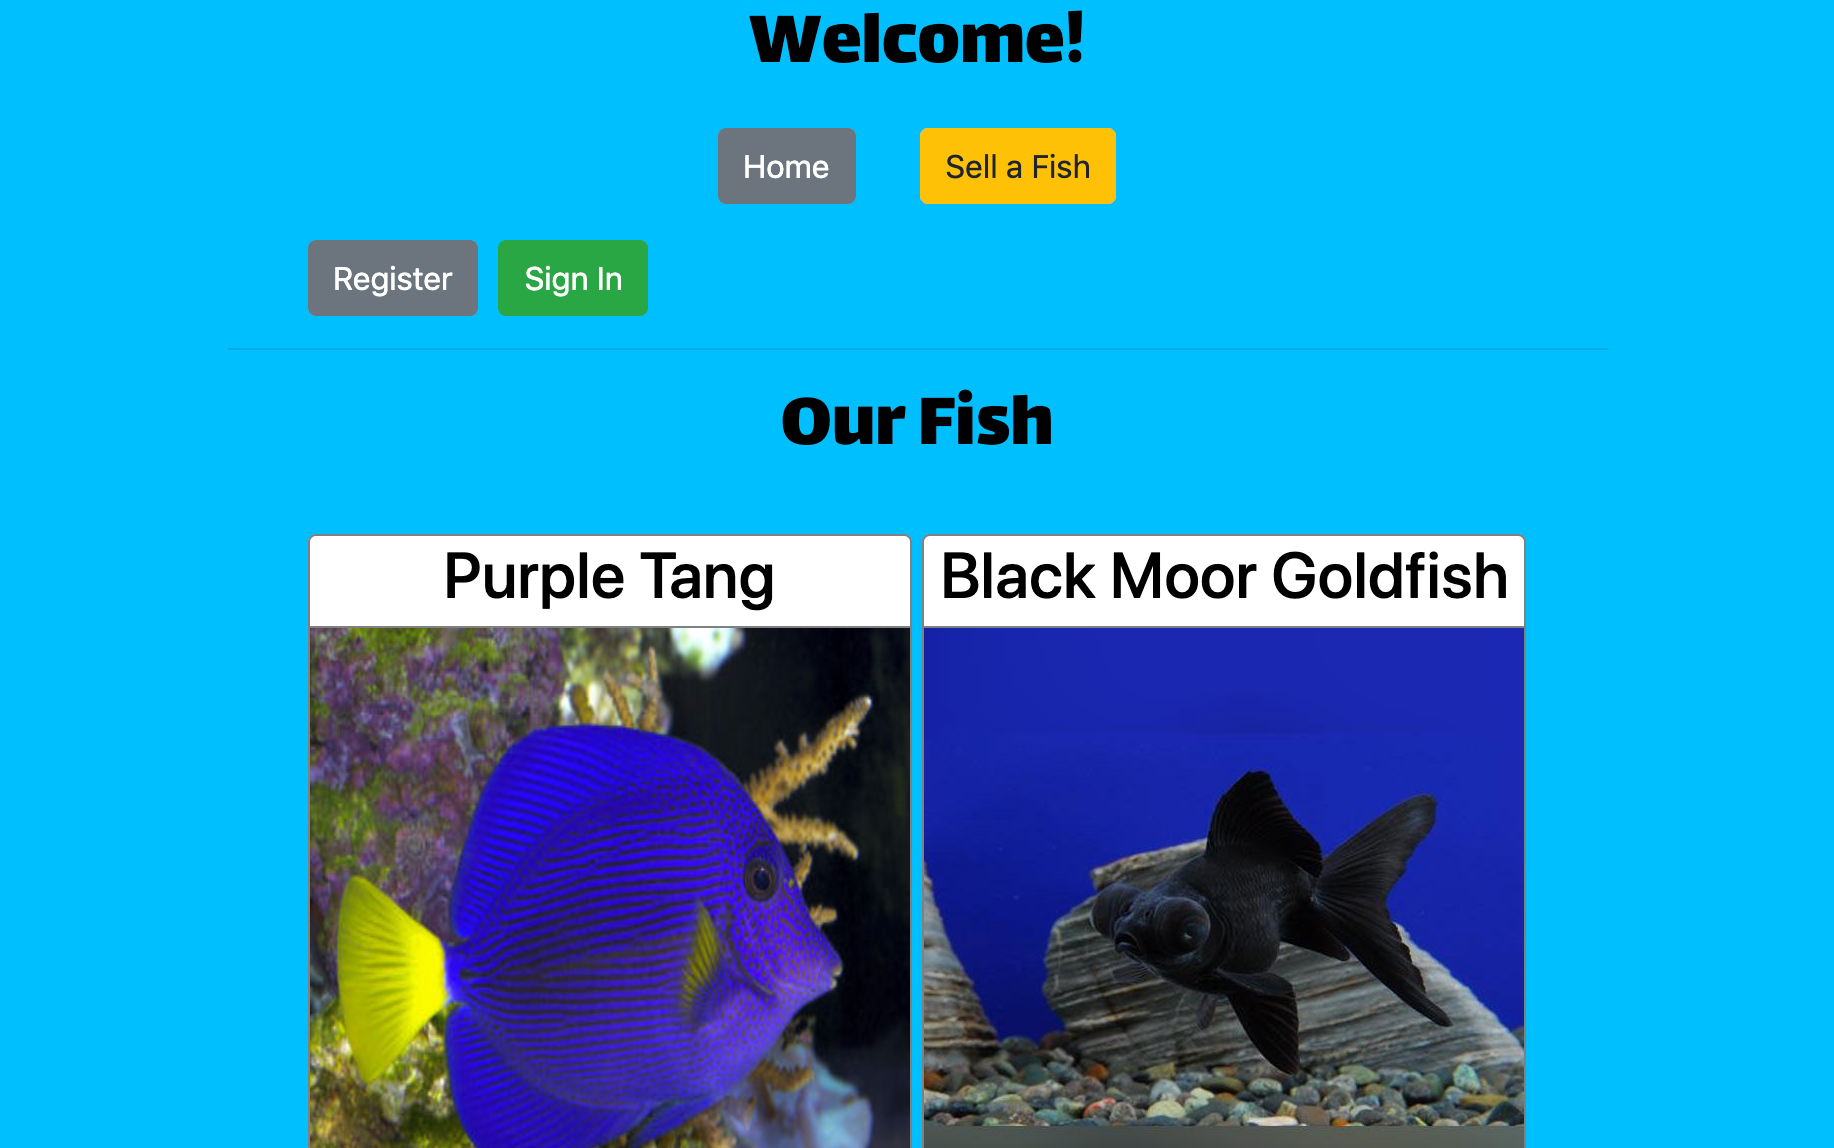 Welcome!
Home Sell a Fish
Register Sign In
Our Fish
Purple Tang
Black Moor Goldfish